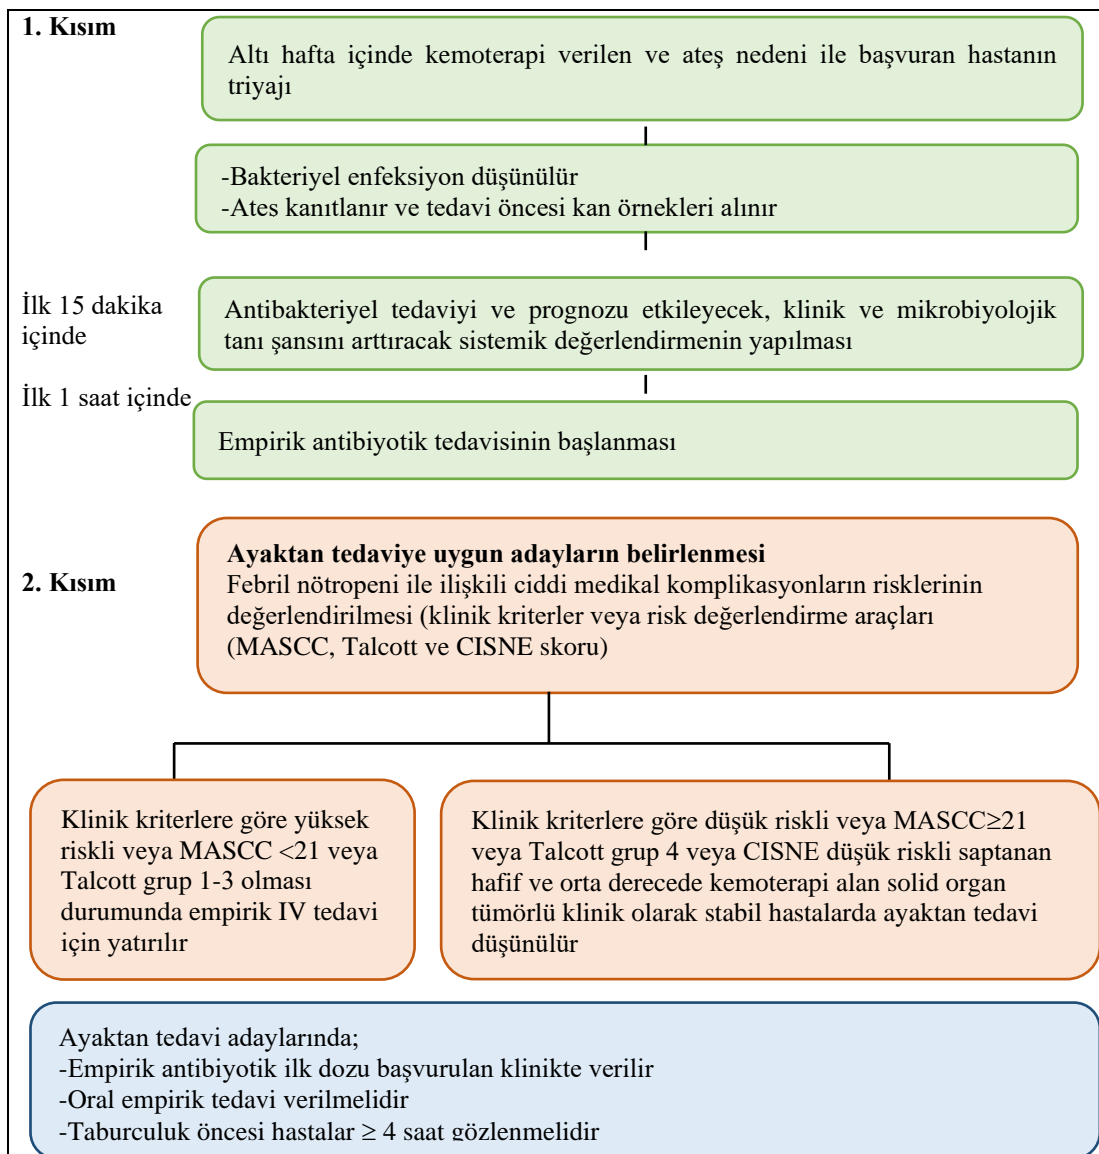 1. Kısım
Altı hafta içinde kemoterapi verilen ve ateş nedeni ile başvuran hastanın
triyajı
-Bakteriyel enfeksiyon düşünülür
-Ates kanıtlanır ve tedavi öncesi kan örnekleri alınır
İlk 15 dakika
içinde
Antibakteriyel tedaviyi ve prognozu etkileyecek, klinik ve mikrobiyolojik
tanı şansını arttıracak sistemik değerlendirmenin yapılması
İlk 1 saat içinde
Empirik antibiyotik tedavisinin başlanması
2. Kısım
Ayaktan tedaviye uygun adayların belirlenmesi
Febril nötropeni ile ilişkili ciddi medikal komplikasyonların risklerinin
değerlendirilmesi (klinik kriterler veya risk değerlendirme araçları
(MASCC, Talcott ve CISNE skoru)
Klinik kriterlere göre yüksek
riskli veya MASCC <21 veya
Talcott grup 1-3 olması
durumunda empirik IV tedavi
için yatırılır
Klinik kriterlere göre düşük riskli veya MASCC≥21
veya Talcott grup 4 veya CISNE düşük riskli saptanan
hafif ve orta derecede kemoterapi alan solid organ
tümörlü klinik olarak stabil hastalarda ayaktan tedavi
düşünülür
Ayaktan tedavi adaylarında;
-Empirik antibiyotik ilk dozu başvurulan klinikte verilir
-Oral empirik tedavi verilmelidir
-Taburculuk öncesi hastalar ≥ 4 saat gözlenmelidir